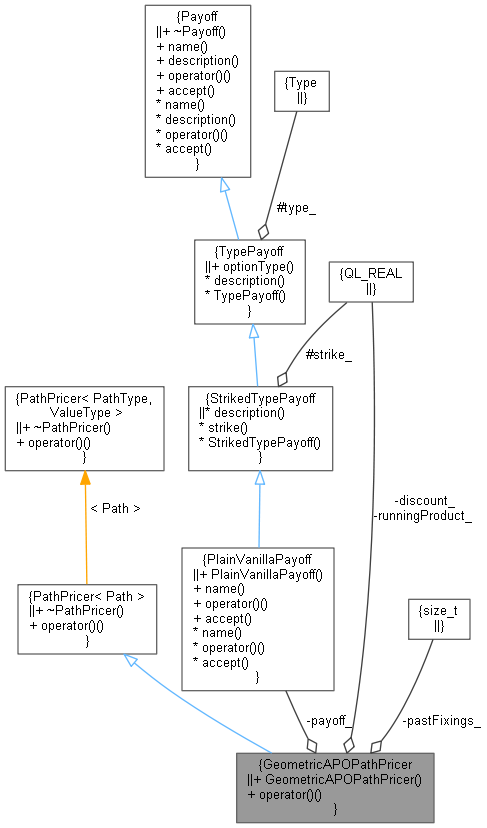 {Payoff
||+ ~Payoff()
+ name()
+ description()
+ operator()()
+ accept()
* name()
* description()
* operator()()
* accept()
}
{Type
||}
#type_
{TypePayoff
||+ optionType()
* description()
* TypePayoff()
}
{QL_REAL
||}
#strike_
{PathPricer< PathType,
ValueType >
||+ ~PathPricer()
+ operator()()
}
{StrikedTypePayoff
||* description()
* strike()
* StrikedTypePayoff()
}
< Path >
-discount_
-runningProduct_
{PlainVanillaPayoff
||+ PlainVanillaPayoff()
+ name()
+ operator()()
+ accept()
* name()
* operator()()
* accept()
}
{PathPricer< Path >
||+ ~PathPricer()
+ operator()()
}
{size_t
||}
-payoff_
-pastFixings_
{GeometricAPOPathPricer
||+ GeometricAPOPathPricer()
+ operator()()
}